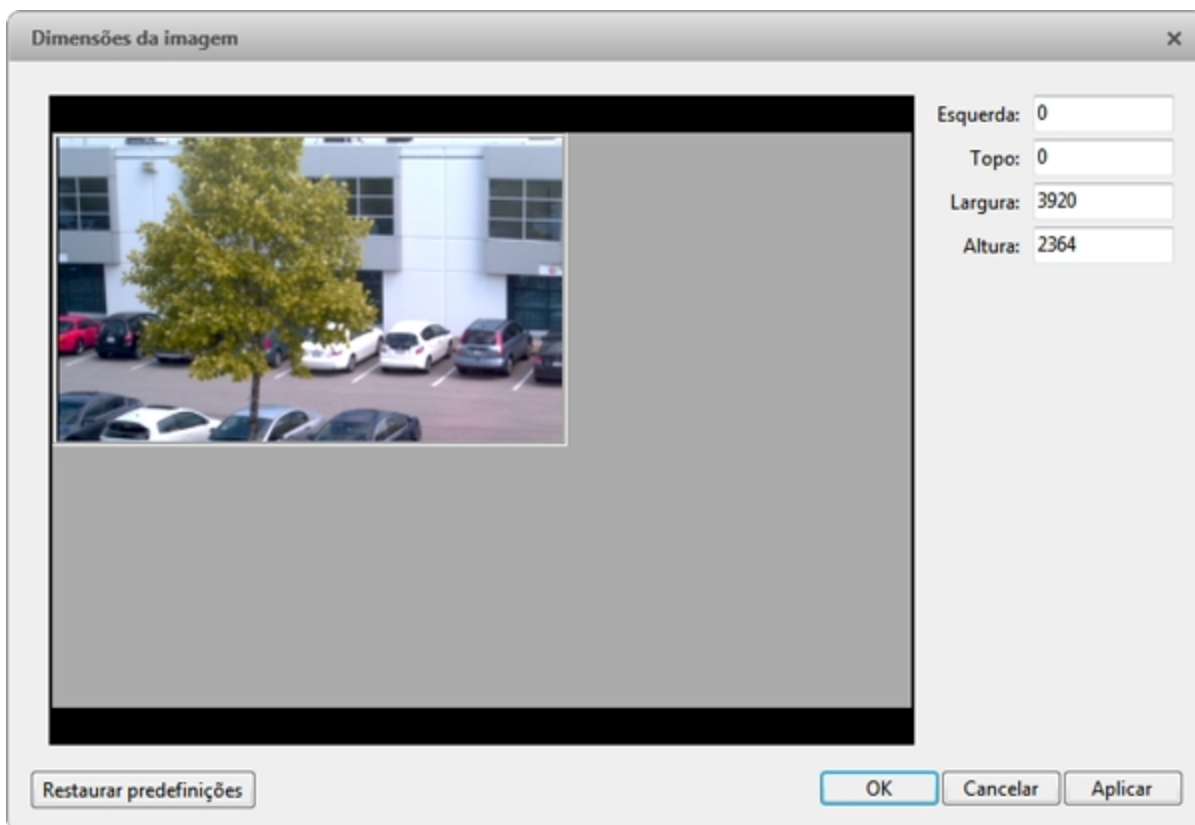 Dimensões da imagem
Esquerda: 0
Topo: 0
Largura: 3920
Altura: 2364
Restaurar predefinições
OK
Cancelar
Aplicar